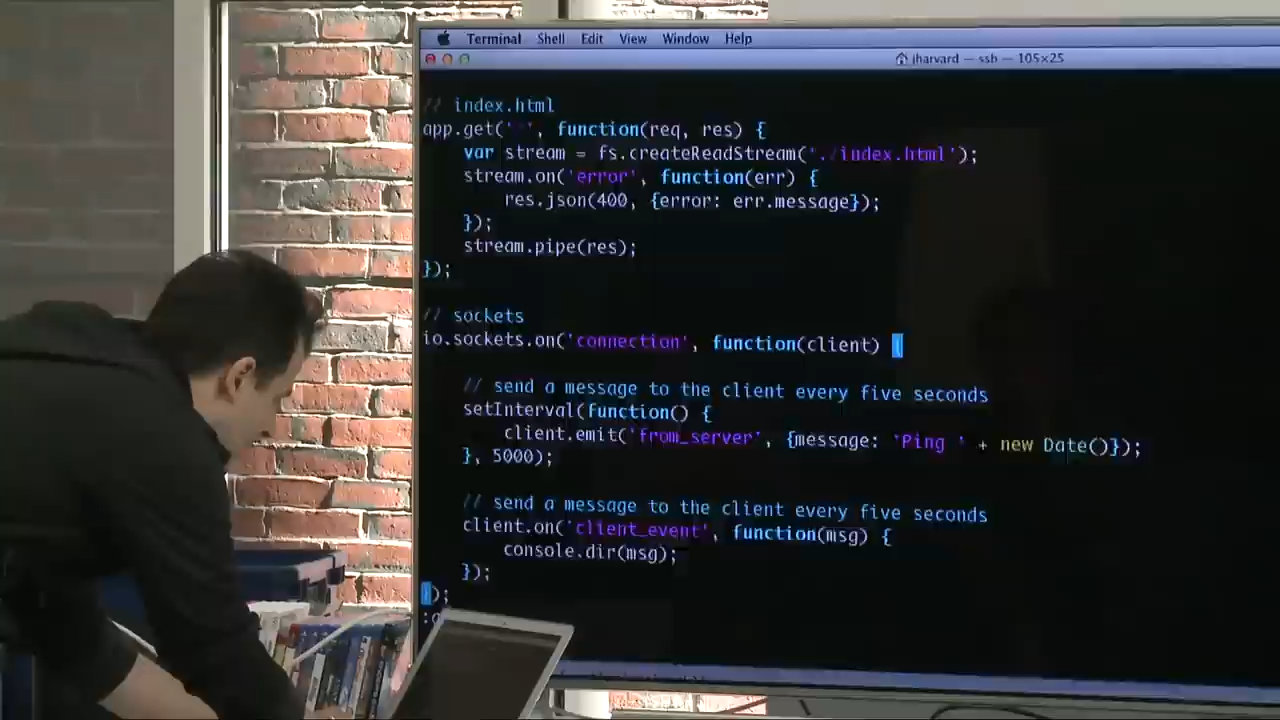 Terminal Shell Edit View Window Help
jharvard — ssh — 105×25
// index.html
app.get('*', function(req, res) {
var stream = fs.createReadStream('./index.html');
stream.on('error', function(err) {
res.json(400, {error: err.message});
});
stream.pipe(res);
});
// sockets
io.sockets.on('connection', function(client) {
// send a message to the client every five seconds
setInterval(function() {
client.emit('from_server', {message: 'Ping ' + new Date()});
}, 5000);
// send a message to the client every five seconds
client.on('client_event', function(msg) {
console.dir(msg);
});
});